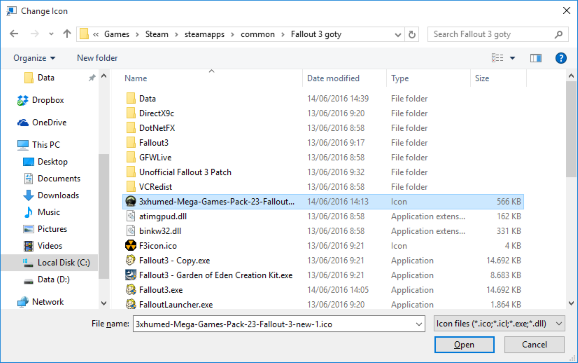 Change Icon
« Games > Steam > steamapps > common > Fallout 3 goty
Search Fallout 3 goty
Organize New folder
Name Date modified Type Size
Data
Dropbox
OneDrive
This PC
Desktop
Documents
Downloads
Music
Pictures
Videos
Local Disk (C:)
Data (D:)
Network
Data 14/06/2016 14:39 File folder
DirectX9c 13/06/2016 9:20 File folder
DotNetFX 13/06/2016 8:58 File folder
Fallout3 13/06/2016 9:17 File folder
GFWLive 13/06/2016 8:58 File folder
Unofficial Fallout 3 Patch 13/06/2016 9:32 File folder
VCRedist 13/06/2016 8:58 File folder
3xhumed-Mega-Games-Pack-23-Fallout... 14/06/2016 14:13 Icon 566 KB
atimgpud.dll 13/06/2016 8:58 Application extens... 162 KB
binkw32.dll 13/06/2016 8:58 Application extens... 331 KB
F3icon.ico 13/06/2016 9:21 Icon 4 KB
Fallout3 - Copy.exe 13/06/2016 9:21 Application 14.692 KB
Fallout3 - Garden of Eden Creation Kit.exe 13/06/2016 9:21 Application 8.683 KB
Fallout3.exe 14/06/2016 14:05 Application 14.692 KB
FalloutLauncher.exe 13/06/2016 9:20 Application 1.864 KB
File name: 3xhumed-Mega-Games-Pack-23-Fallout-3-new-1.ico
Icon files (*.ico;*.icl;*.exe;*.dll)
Open Cancel